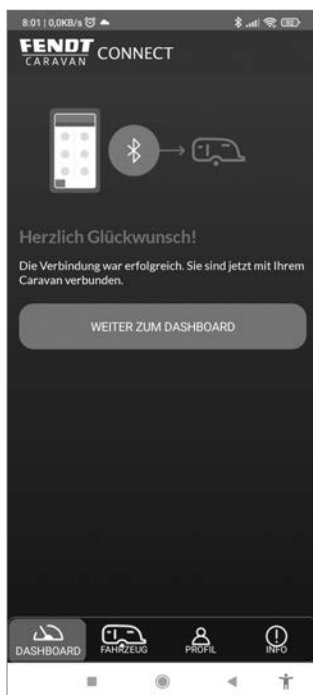 8:01 | 0,0KB/s
FENDT CONNECT
CARAVAN
Herzlich Glückwunsch!
Die Verbindung war erfolgreich. Sie sind jetzt mit Ihrem
Caravan verbunden.
WEITER ZUM DASHBOARD
DASHBOARD FAHRZEUG PROFIL INFO